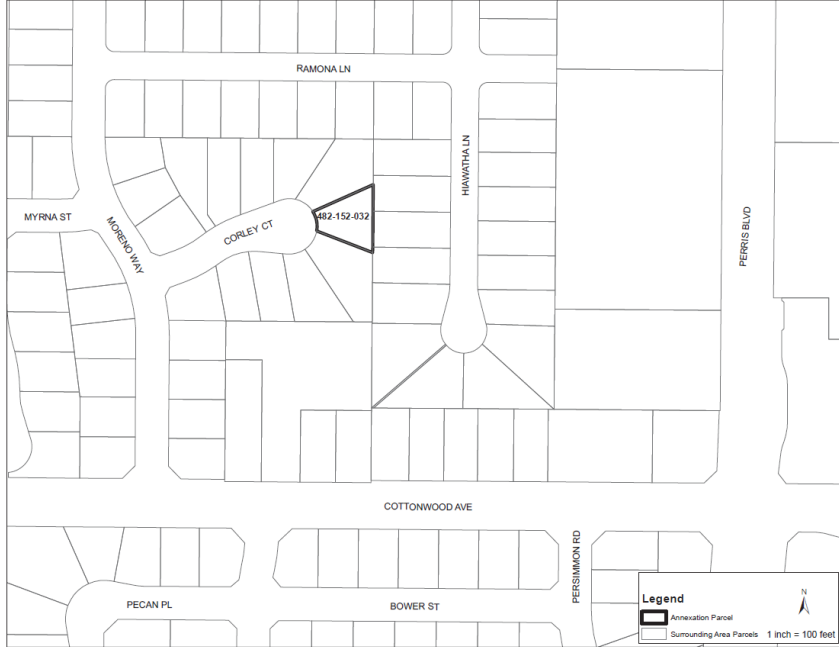 RAMONA LN
HIAWATHA LN
MYRNA ST
MORENO WAY
CORLEY CT
482-152-032
PERRIS BLVD
COTTONWOOD AVE
PERSIMMON RD
PECAN PL
BOWER ST
Legend
N
Annexation Parcel
Surrounding Area Parcels
1 inch = 100 feet